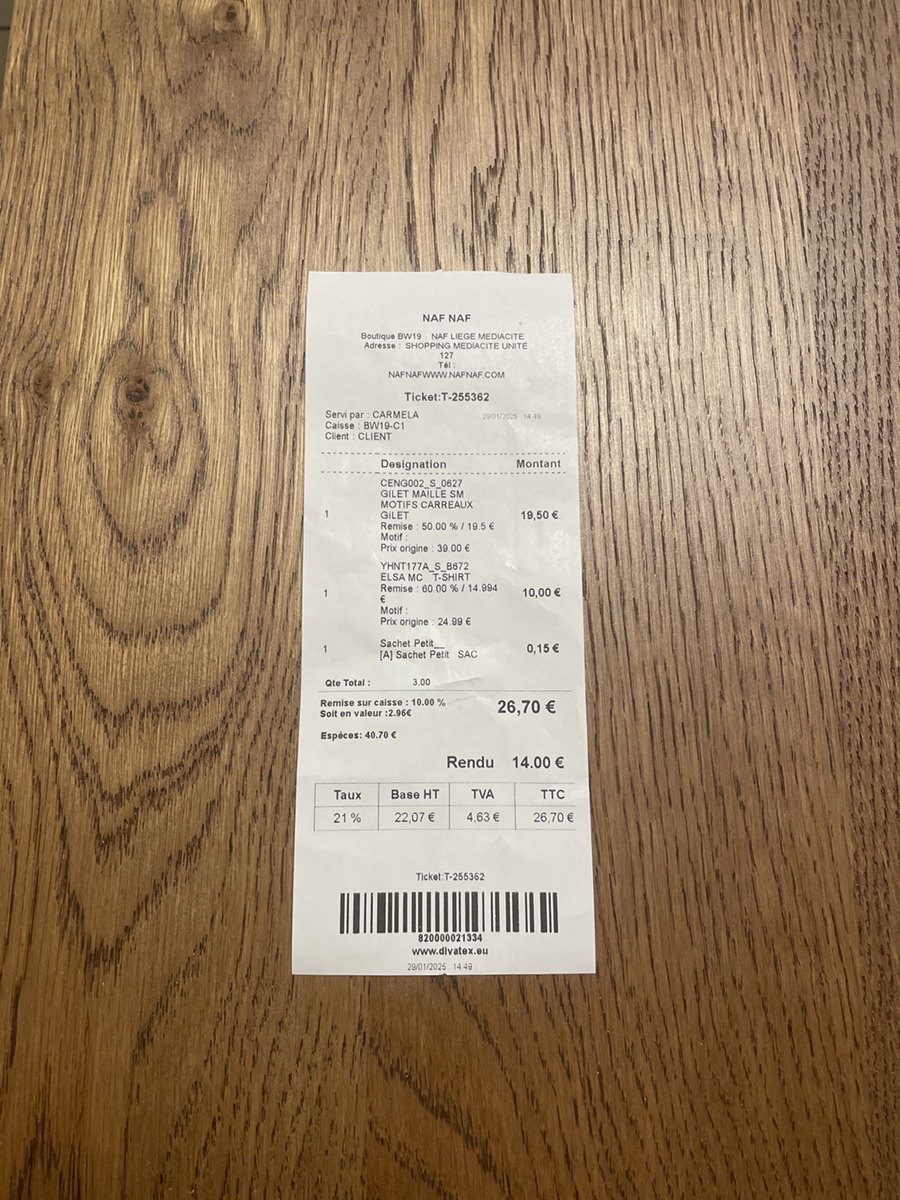 NAF NAF
Boutique BW19 NAF LIEGE MEDIACITE
Adresse : SHOPPING MEDIACITE UNITE
127
Tél :
NAFNAFWWW.NAFNAF.COM
Ticket:T-255362
Servi par : CARMELA 29/01/2025 14:49
Caisse : BW19-C1
Client : CLIENT
Designation Montant
CENG002_S_0627
GILET MAILLE SM
MOTIFS CARREAUX
1 GILET 19,50 €
Remise : 50.00 % / 19.5 €
Motif :
Prix origine : 39.00 €
YHNT177A_S_B672
ELSA MC T-SHIRT
Remise : 60.00 % / 14.994
1 € 10,00 €
Motif :
Prix origine : 24.99 €
1 Sachet Petit__ 0,15 €
[A] Sachet Petit SAC
Qte Total : 3.00
Remise sur caisse : 10.00 % 26,70 €
Soit en valeur :2.96€
Espèces: 40.70 €
Rendu 14.00 €
Taux Base HT TVA TTC
21 % 22,07 € 4,63 € 26,70 €
Ticket:T-255362
820000021334
www.divatex.eu
29/01/2025 14:49